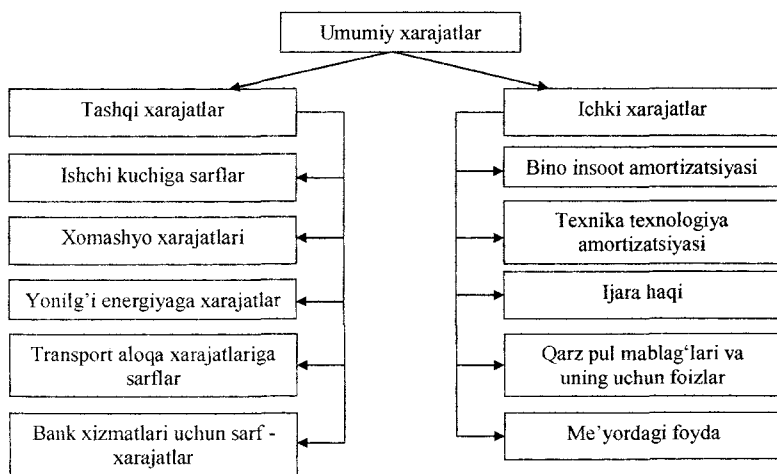 Umumiy xarajatlar
Tashqi xarajatlar
Ishchi kuchiga sarflar
Xomashyo xarajatlari
Yonilg'i energiyaga xarajatlar
Transport aloqa xarajatlariga
sarflar
Bank xizmatlari uchun sarf -
xarajatlar
Ichki xarajatlar
Bino insoot amortizatsiyasi
Texnika texnologiya
amortizatsiyasi
Ijara haqi
Qarz pul mablag‘lari va
uning uchun foizlar
Me’yordagi foyda